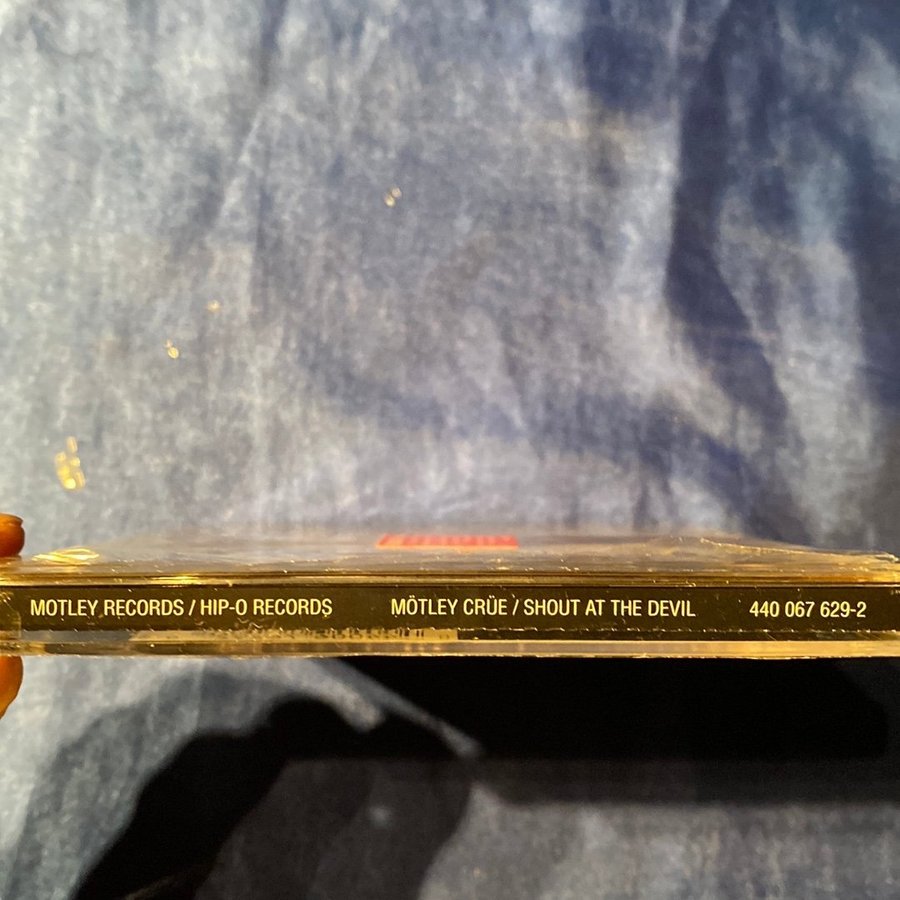 MOTLEY RECORDS / HIP-O RECORDS MÖTLEY CRÜE / SHOUT AT THE DEVIL 440 067 629-2